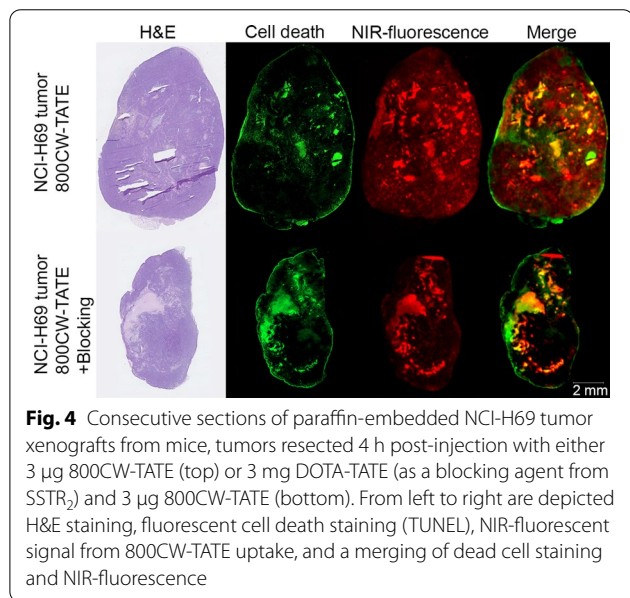 H&E Cell death NIR-fluorescence Merge
NCI-H69 tumor
800CW-TATE
NCI-H69 tumor
800CW-TATE
+Blocking
2 mm
Fig. 4 Consecutive sections of paraffin-embedded NCI-H69 tumor
xenografts from mice, tumors resected 4 h post-injection with either
3 µg 800CW-TATE (top) or 3 mg DOTA-TATE (as a blocking agent from
SSTR₂) and 3 µg 800CW-TATE (bottom). From left to right are depicted
H&E staining, fluorescent cell death staining (TUNEL), NIR-fluorescent
signal from 800CW-TATE uptake, and a merging of dead cell staining
and NIR-fluorescence